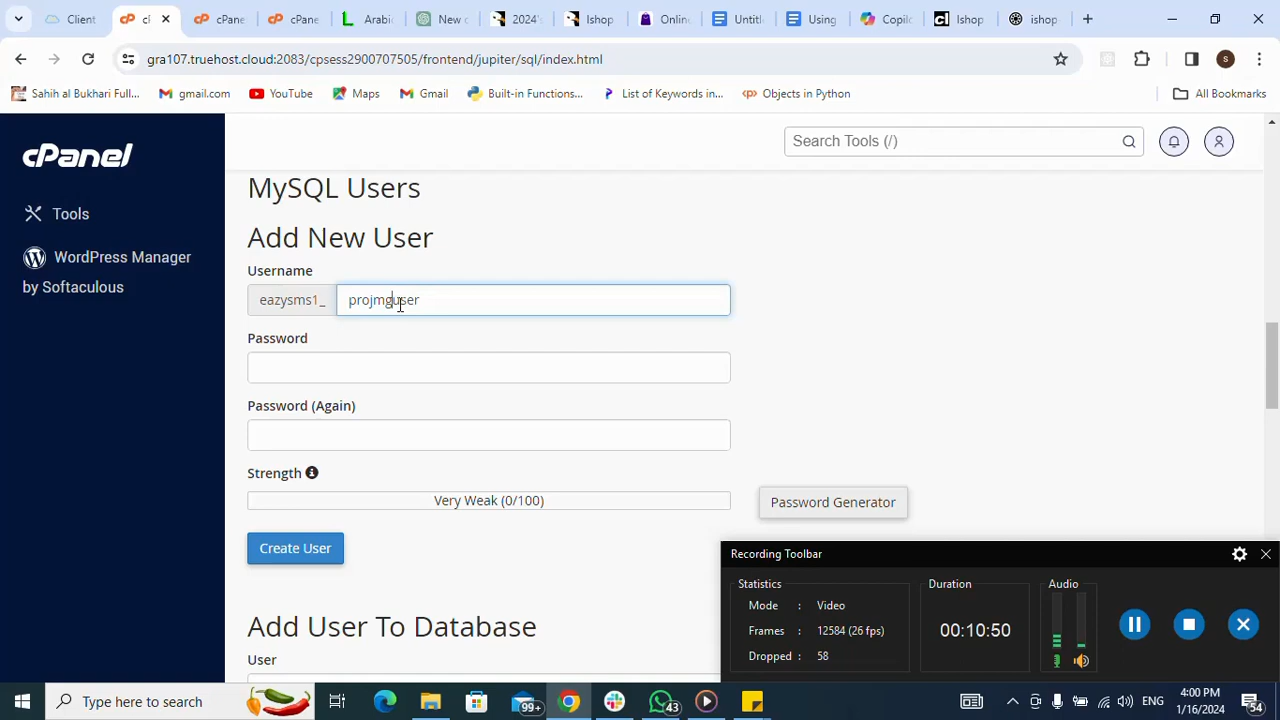 Client
cl
cPane
cPane
Arabic
New c
2024'
Ishop
Onlin
Untitl
Using
Copil
Ishop
ishop
gra107.truehost.cloud:2083/cpsess2900707505/frontend/jupiter/sql/index.html
S
Sahih al Bukhari Full...
gmail.com
YouTube
Maps
Gmail
Built-in Functions...
List of Keywords in...
Objects in Python
All Bookmarks
cPanel
Search Tools (/)
Tools
WordPress Manager
by Softaculous
MySQL Users
Add New User
Username
eazysms1_
projmguser
Password
Password (Again)
Strength
Very Weak (0/100)
Password Generator
Create User
Add User To Database
User
Recording Toolbar
Statistics
Duration
Audio
Mode : Video
Frames : 12584 (26 fps)
Dropped : 58
00:10:50
Type here to search
99+
43
ENG
4:00 PM
1/16/2024
54